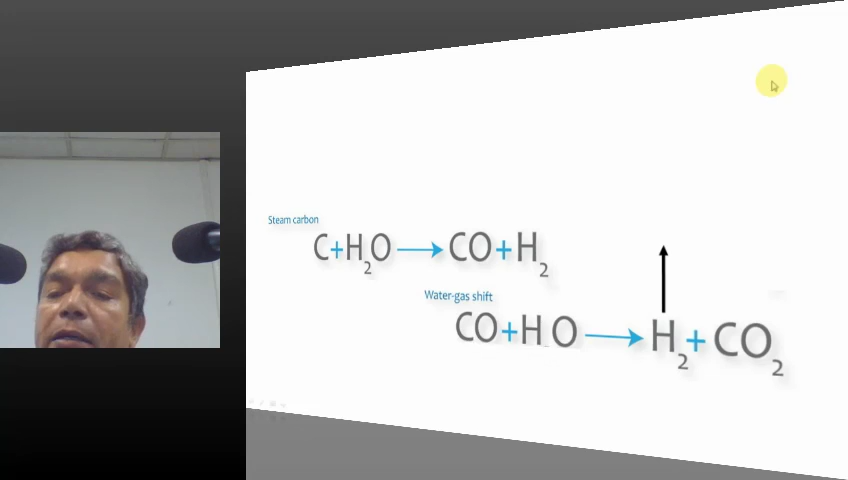 Steam carbon
C+H₂O → CO+H₂
Water-gas shift
CO+H O → H₂+CO₂